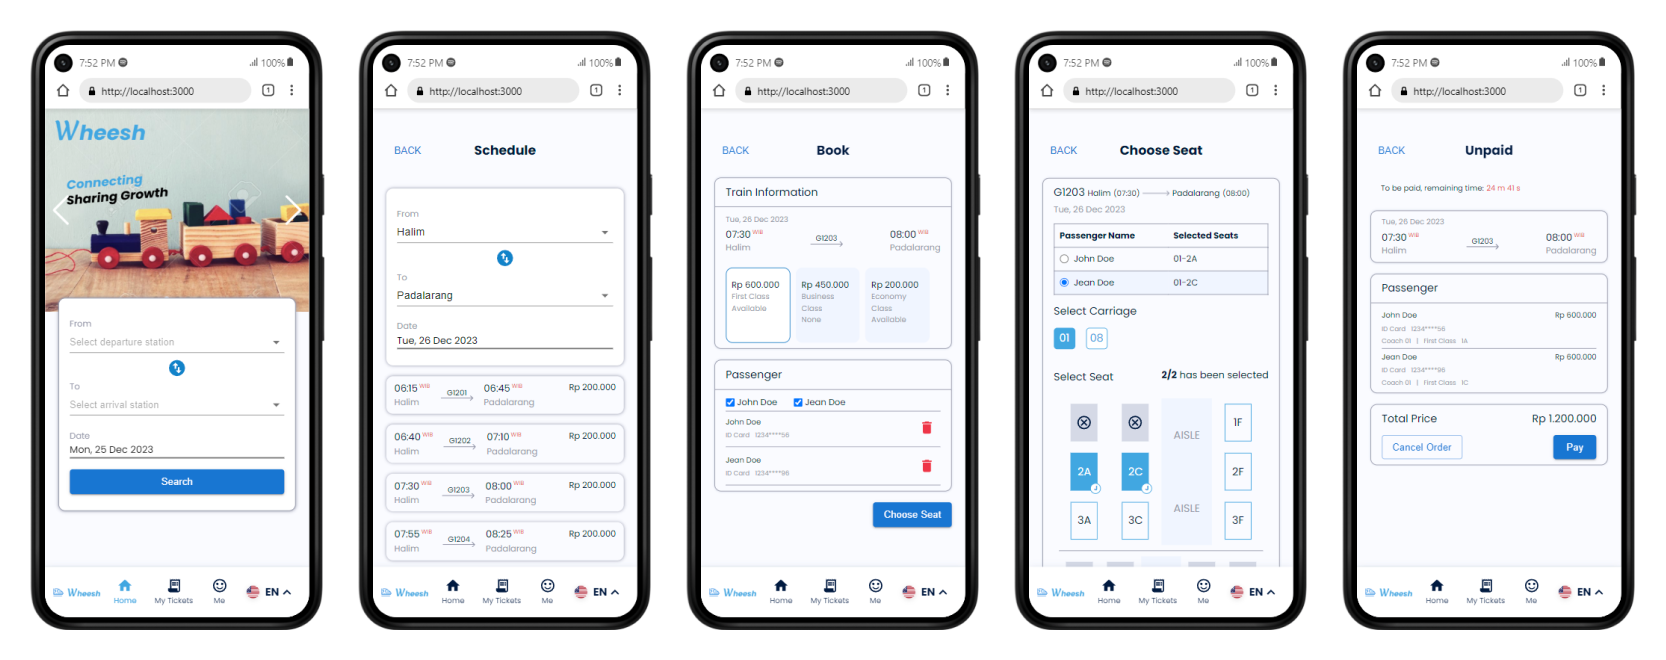 7:52 PM
100%
http://localhost:3000
1
Wheesh
Connecting
Sharing Growth
From
Select departure station
To
Select arrival station
Date
Mon, 25 Dec 2023
Search
Wheesh
Home
My Tickets
Me
EN
7:52 PM
100%
http://localhost:3000
1
BACK
Schedule
From
Halim
To
Padalarang
Date
Tue, 26 Dec 2023
06:15 WIB G1201 06:45 WIB Rp 200.000
Halim Padalarang
06:40 WIB G1202 07:10 WIB Rp 200.000
Halim Padalarang
07:30 WIB G1203 08:00 WIB Rp 200.000
Halim Padalarang
07:55 WIB G1204 08:25 WIB Rp 200.000
Halim Padalarang
Wheesh
Home
My Tickets
Me
EN
7:52 PM
100%
http://localhost:3000
1
BACK
Book
Train Information
Tue, 26 Dec 2023
07:30 WIB G1203 08:00 WIB
Halim Padalarang
Rp 600.000
First Class
Available
Rp 450.000
Business
Class
None
Rp 200.000
Economy
Class
Available
Passenger
John Doe Jean Doe
John Doe
ID Card 1234****56
Jean Doe
ID Card 1234****96
Choose Seat
Wheesh
Home
My Tickets
Me
EN
7:52 PM
100%
http://localhost:3000
1
BACK
Choose Seat
G1203 Halim (07:30) Padalarang (08:00)
Tue, 26 Dec 2023
Passenger Name Selected Seats
John Doe 01-2A
Jean Doe 01-2C
Select Carriage
01 08
Select Seat 2/2 has been selected
AISLE 1F
2A J 2C J 2F
3A 3C AISLE 3F
Wheesh
Home
My Tickets
Me
EN
7:52 PM
100%
http://localhost:3000
1
BACK
Unpaid
To be paid, remaining time: 24 m 41 s
Tue, 26 Dec 2023
07:30 WIB G1203 08:00 WIB
Halim Padalarang
Passenger
John Doe Rp 600.000
ID Card 1234****56
Coach 01 | First Class 1A
Jean Doe Rp 600.000
ID Card 1234****96
Coach 01 | First Class 1C
Total Price Rp 1.200.000
Cancel Order Pay
Wheesh
Home
My Tickets
Me
EN